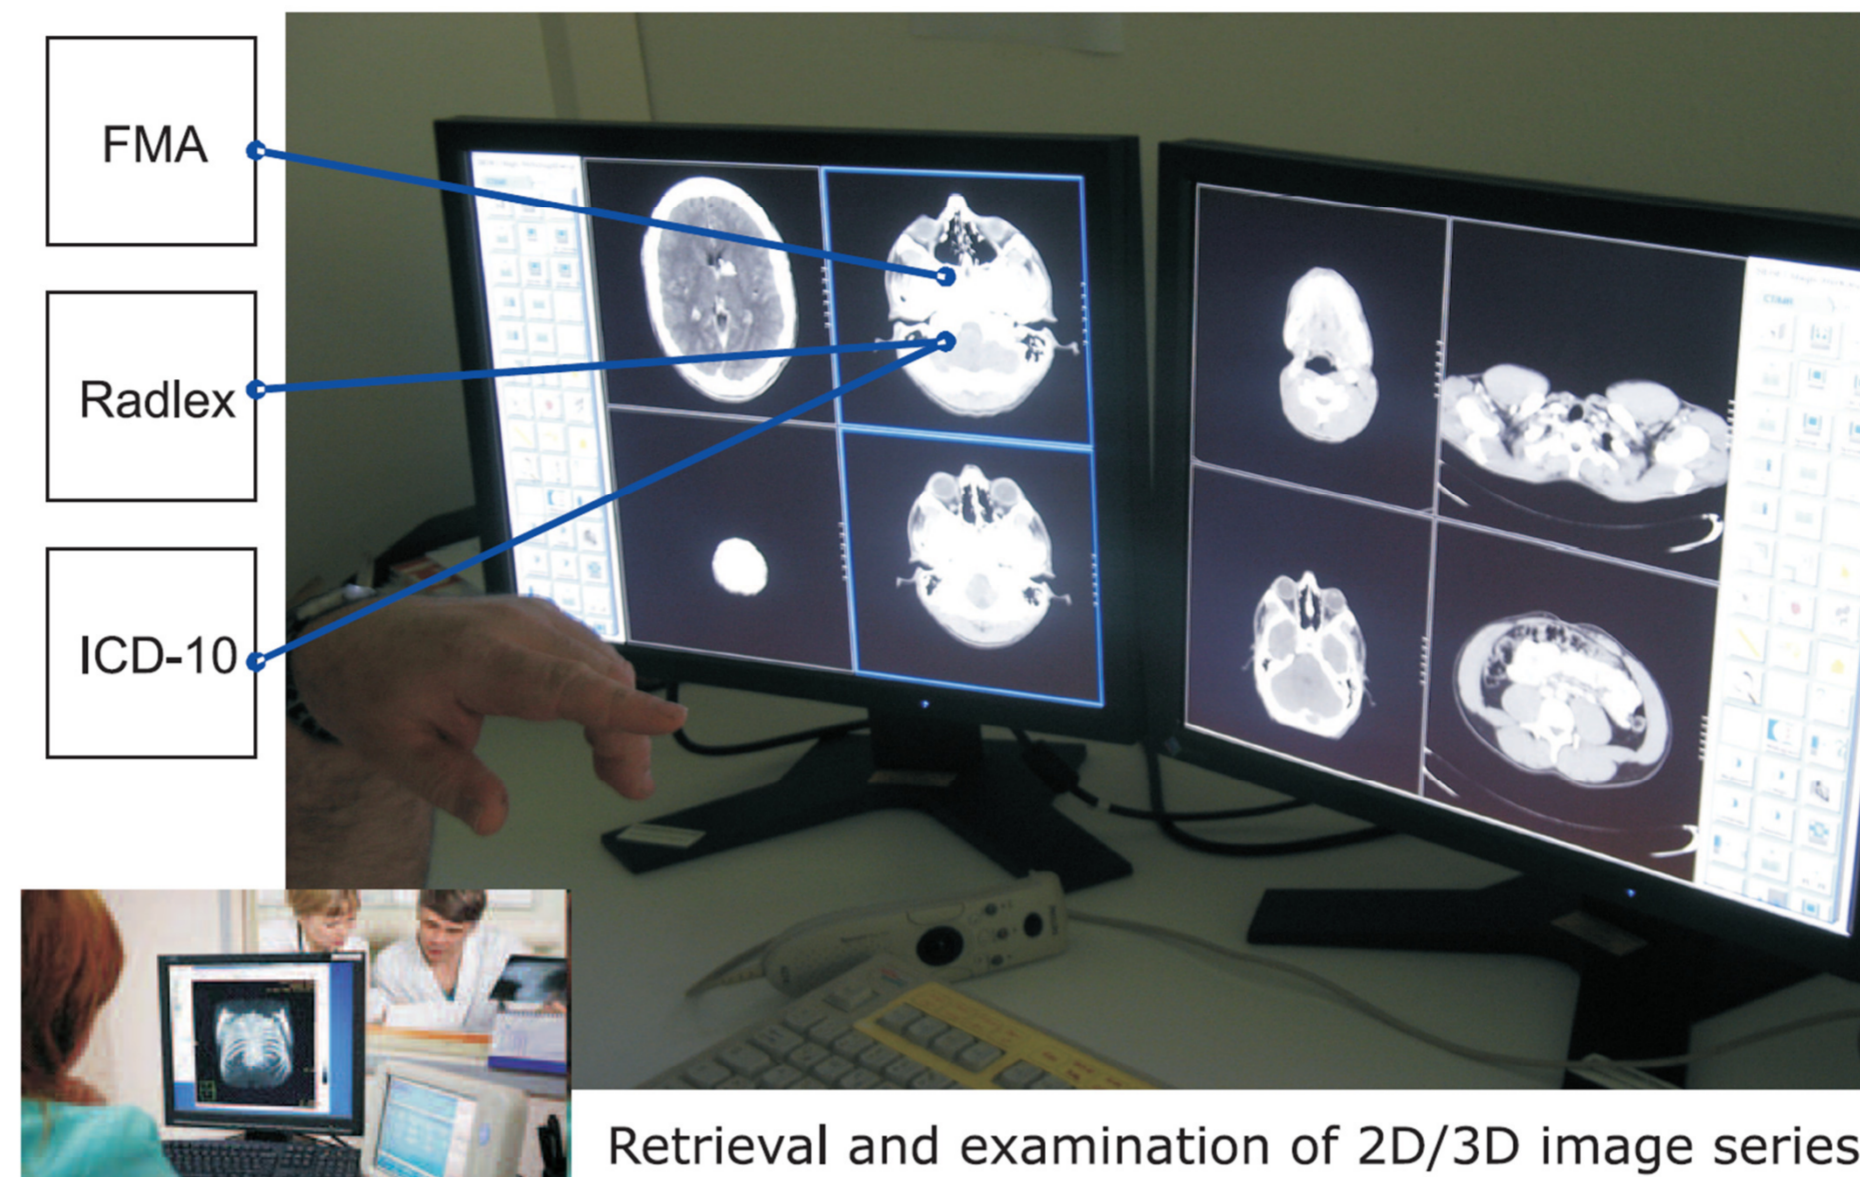 FMA
Radlex
ICD-10
Retrieval and examination of 2D/3D image series